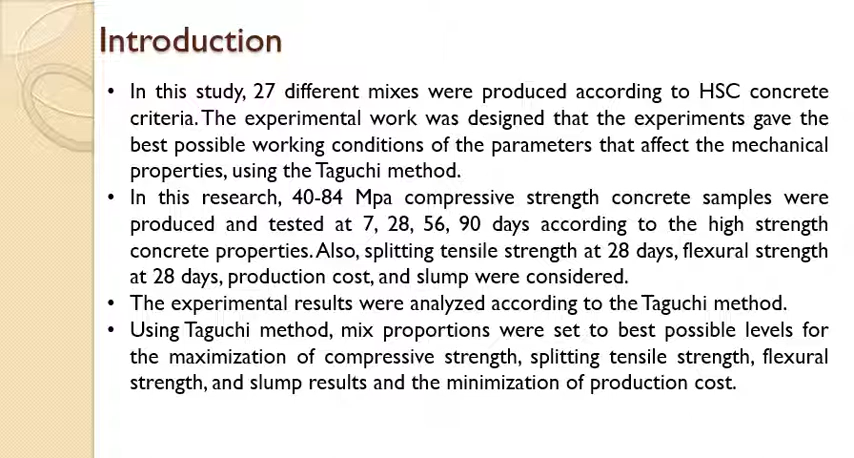 Introduction
• In this study, 27 different mixes were produced according to HSC concrete
criteria. The experimental work was designed that the experiments gave the
best possible working conditions of the parameters that affect the mechanical
properties, using the Taguchi method.
• In this research, 40-84 Mpa compressive strength concrete samples were
produced and tested at 7, 28, 56, 90 days according to the high strength
concrete properties. Also, splitting tensile strength at 28 days, flexural strength
at 28 days, production cost, and slump were considered.
• The experimental results were analyzed according to the Taguchi method.
• Using Taguchi method, mix proportions were set to best possible levels for
the maximization of compressive strength, splitting tensile strength, flexural
strength, and slump results and the minimization of production cost.